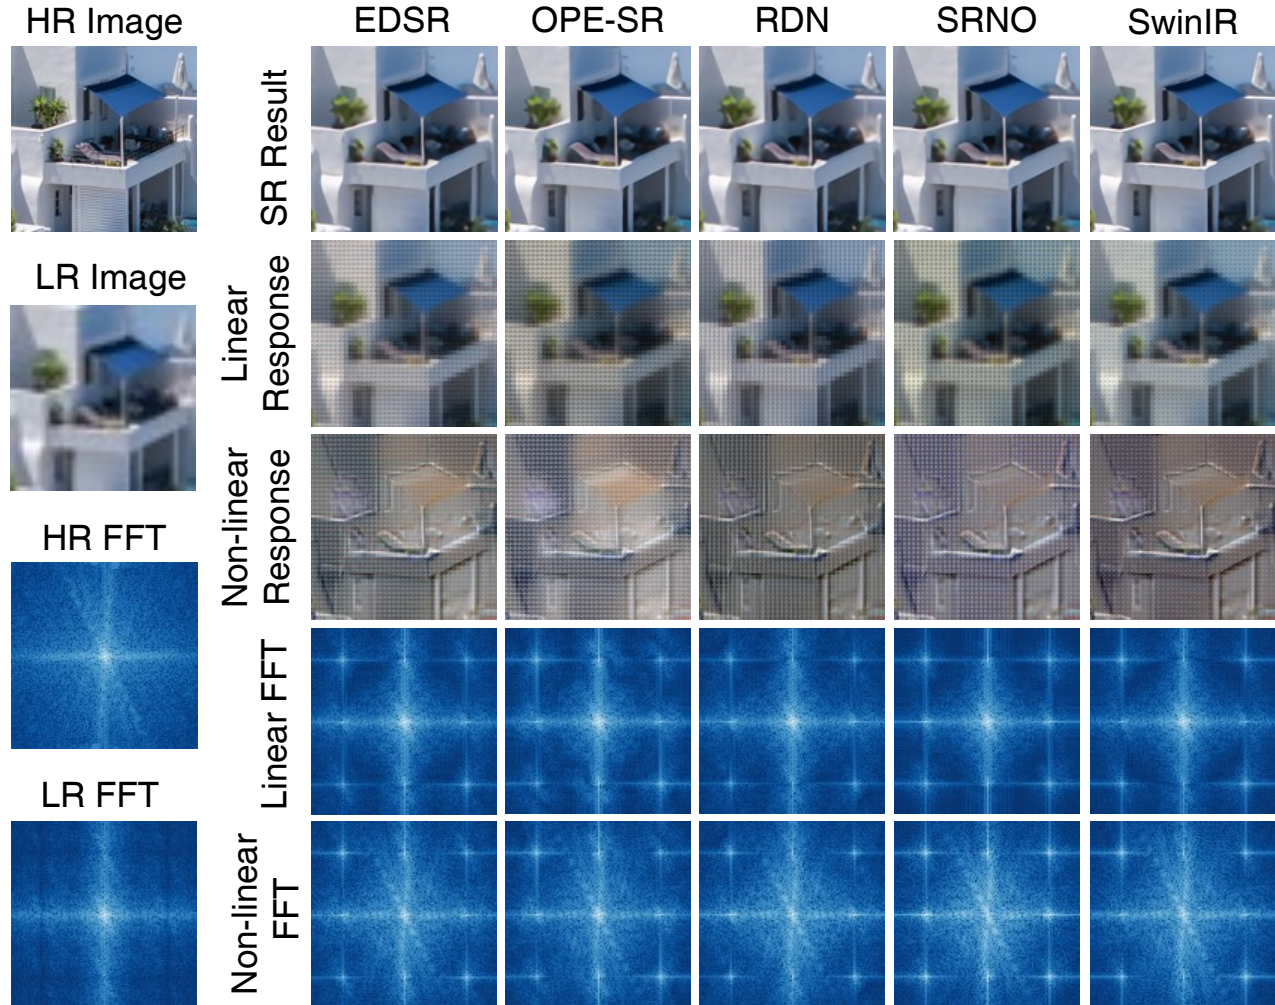 HR Image
EDSR
OPE-SR
RDN
SRNO
SwinIR
SR Result
LR Image
Linear
Response
Non-linear
Response
HR FFT
Linear FFT
LR FFT
Non-linear
FFT